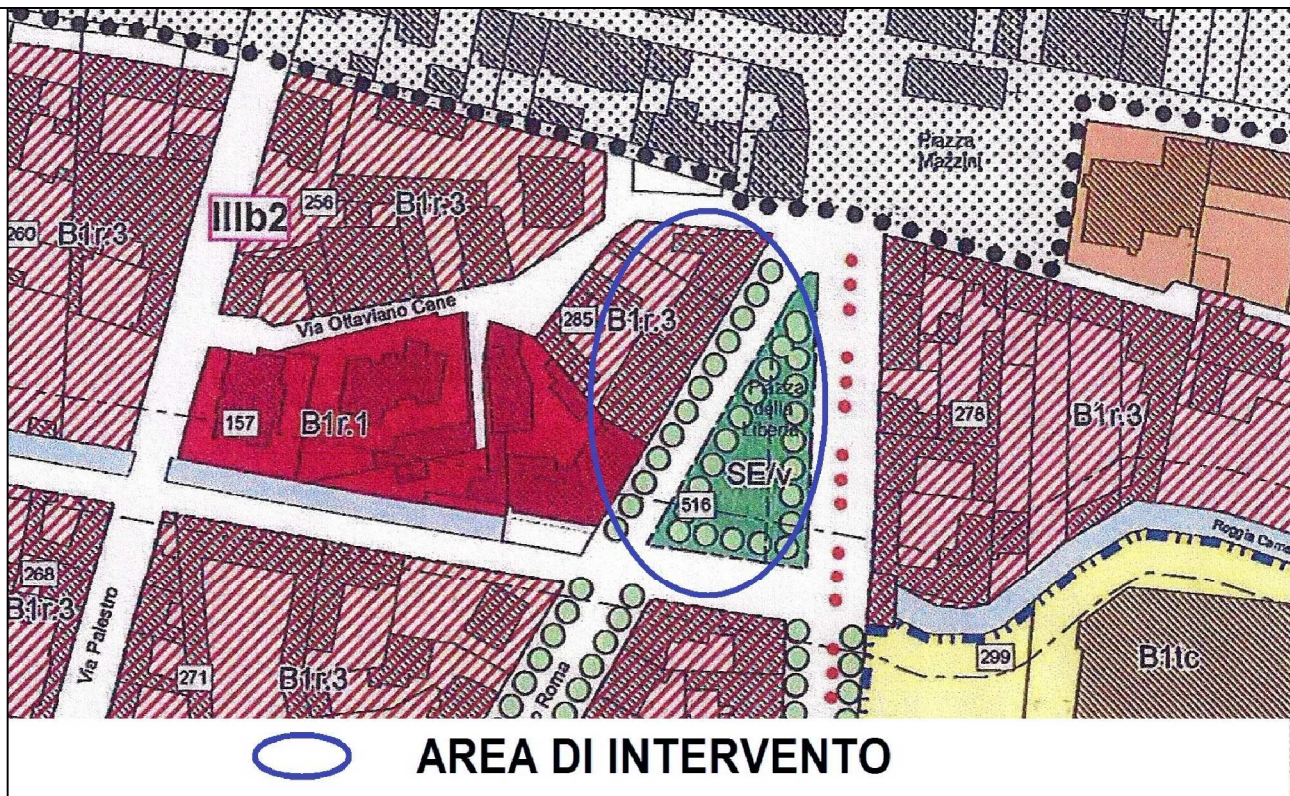 Piazza
Mazzini
256
B1r.3
IIIb2
260
B1r.3
Via Ottaviano Cane
285
B1r.3
Piazza
della
Libertà
278
B1r.3
157
B1r.1
SE/v
516
Roggia
268
B1r.3
Via Palestro
271
B1r.3
Roma
299
B1tc
AREA DI INTERVENTO